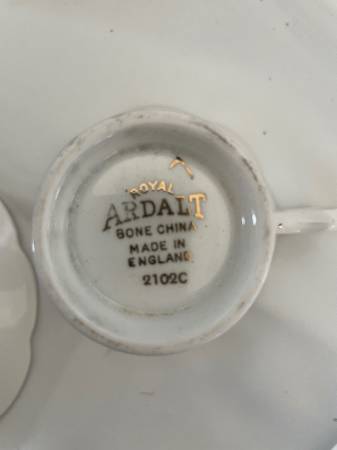 ROYAL
ARDALT
BONE CHINA
MADE IN
ENGLAND
2102C